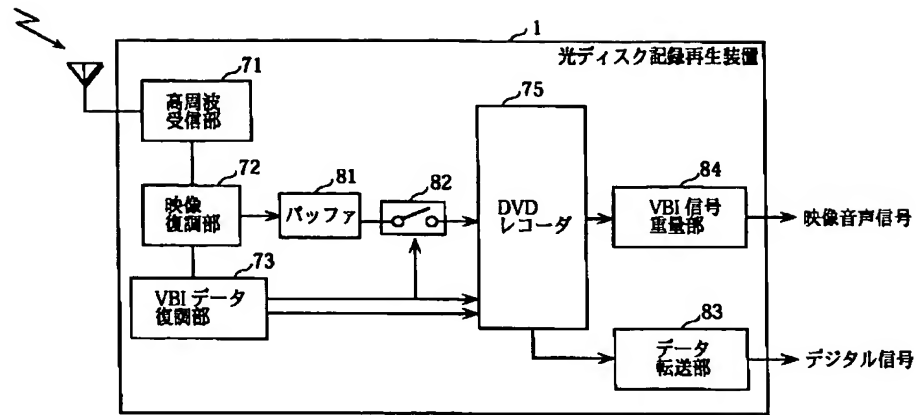 1
光ディスク記録再生装置
71
高周波
受信部
72
映像
復調部
73
VBI データ
復調部
81
バッファ
82
75
DVD
レコーダ
84
VBI 信号
重量部
映像音声信号
83
データ
転送部
デジタル信号